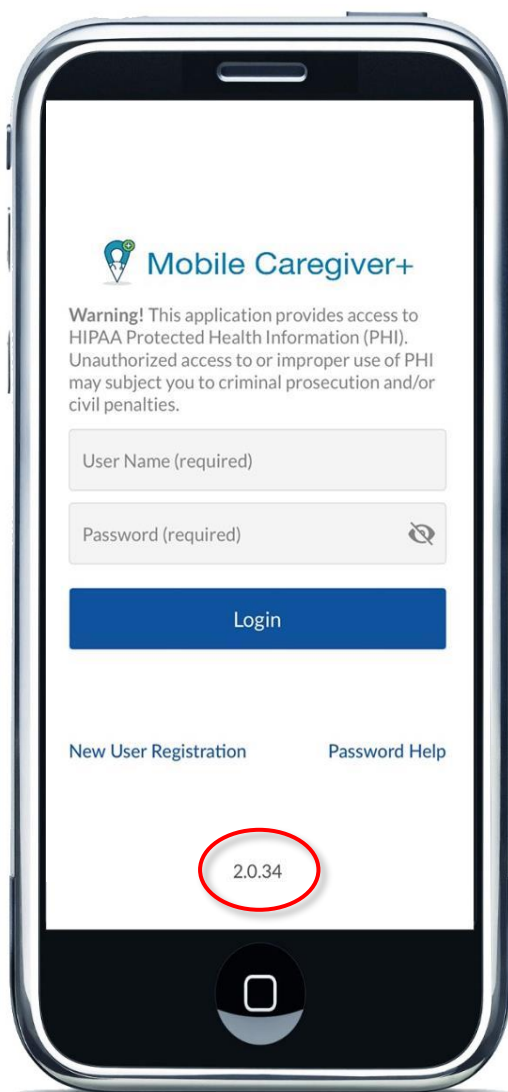 Mobile Caregiver+
Warning! This application provides access to
HIPAA Protected Health Information (PHI).
Unauthorized access to or improper use of PHI
may subject you to criminal prosecution and/or
civil penalties.
User Name (required)
Password (required)
Login
New User Registration Password Help
2.0.34